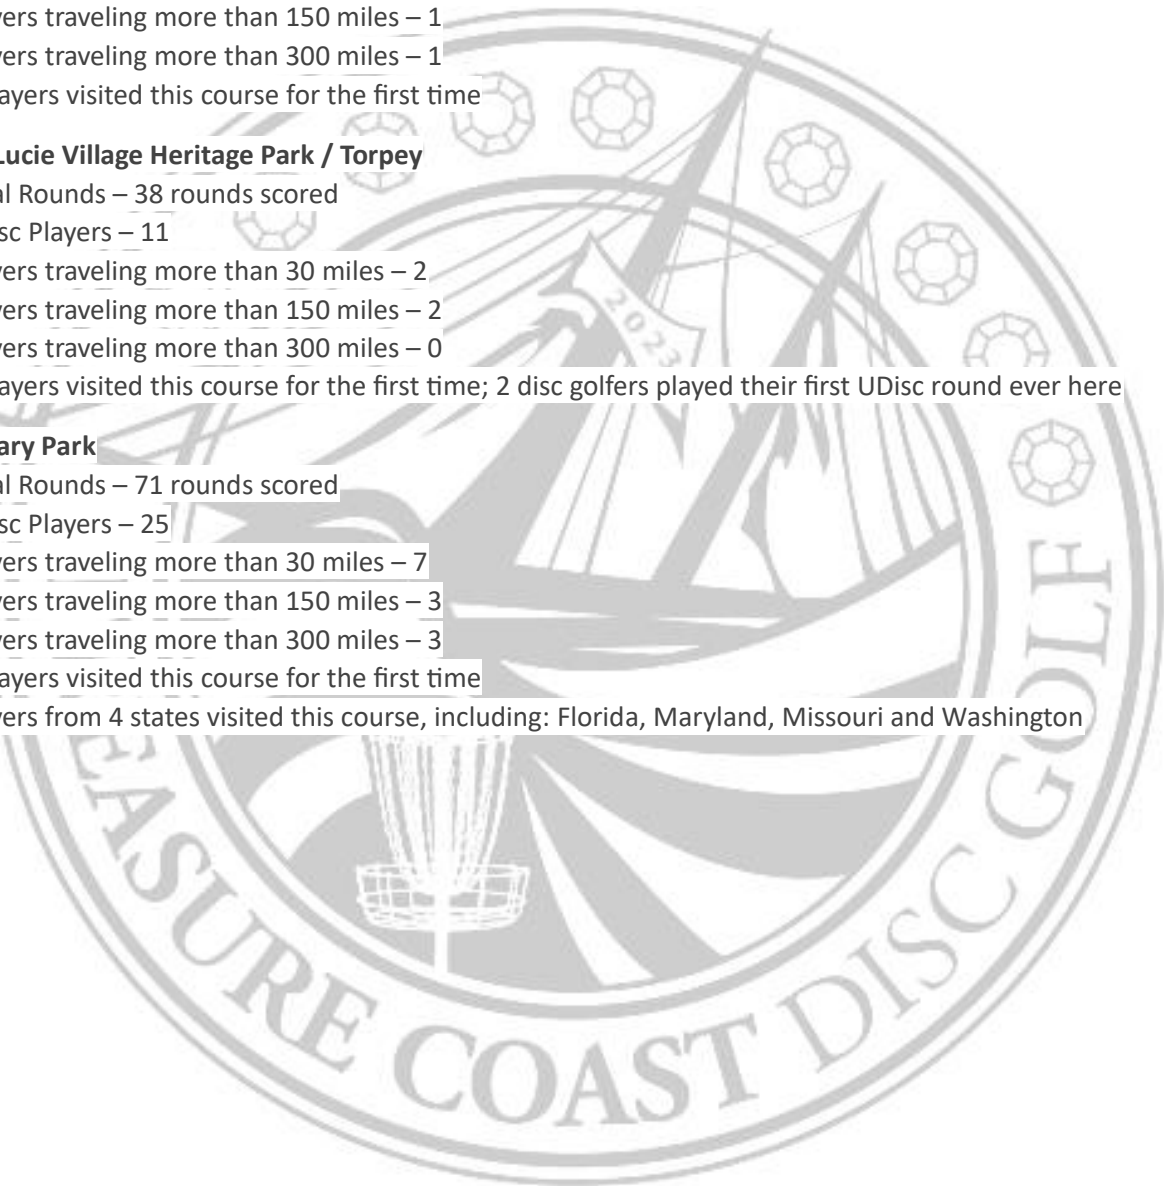 yers traveling more than 150 miles – 1
yers traveling more than 300 miles – 1
ayers visited this course for the first time
Lucie Village Heritage Park / Torpey
al Rounds – 38 rounds scored
isc Players – 11
yers traveling more than 30 miles – 2
yers traveling more than 150 miles – 2
yers traveling more than 300 miles – 0
ayers visited this course for the first time; 2 disc golfers played their first UDisc round ever here
ary Park
al Rounds – 71 rounds scored
isc Players – 25
yers traveling more than 30 miles – 7
yers traveling more than 150 miles – 3
yers traveling more than 300 miles – 3
ayers visited this course for the first time
yers from 4 states visited this course, including: Florida, Maryland, Missouri and Washington
2023
EASURE COAST DISC GOLF